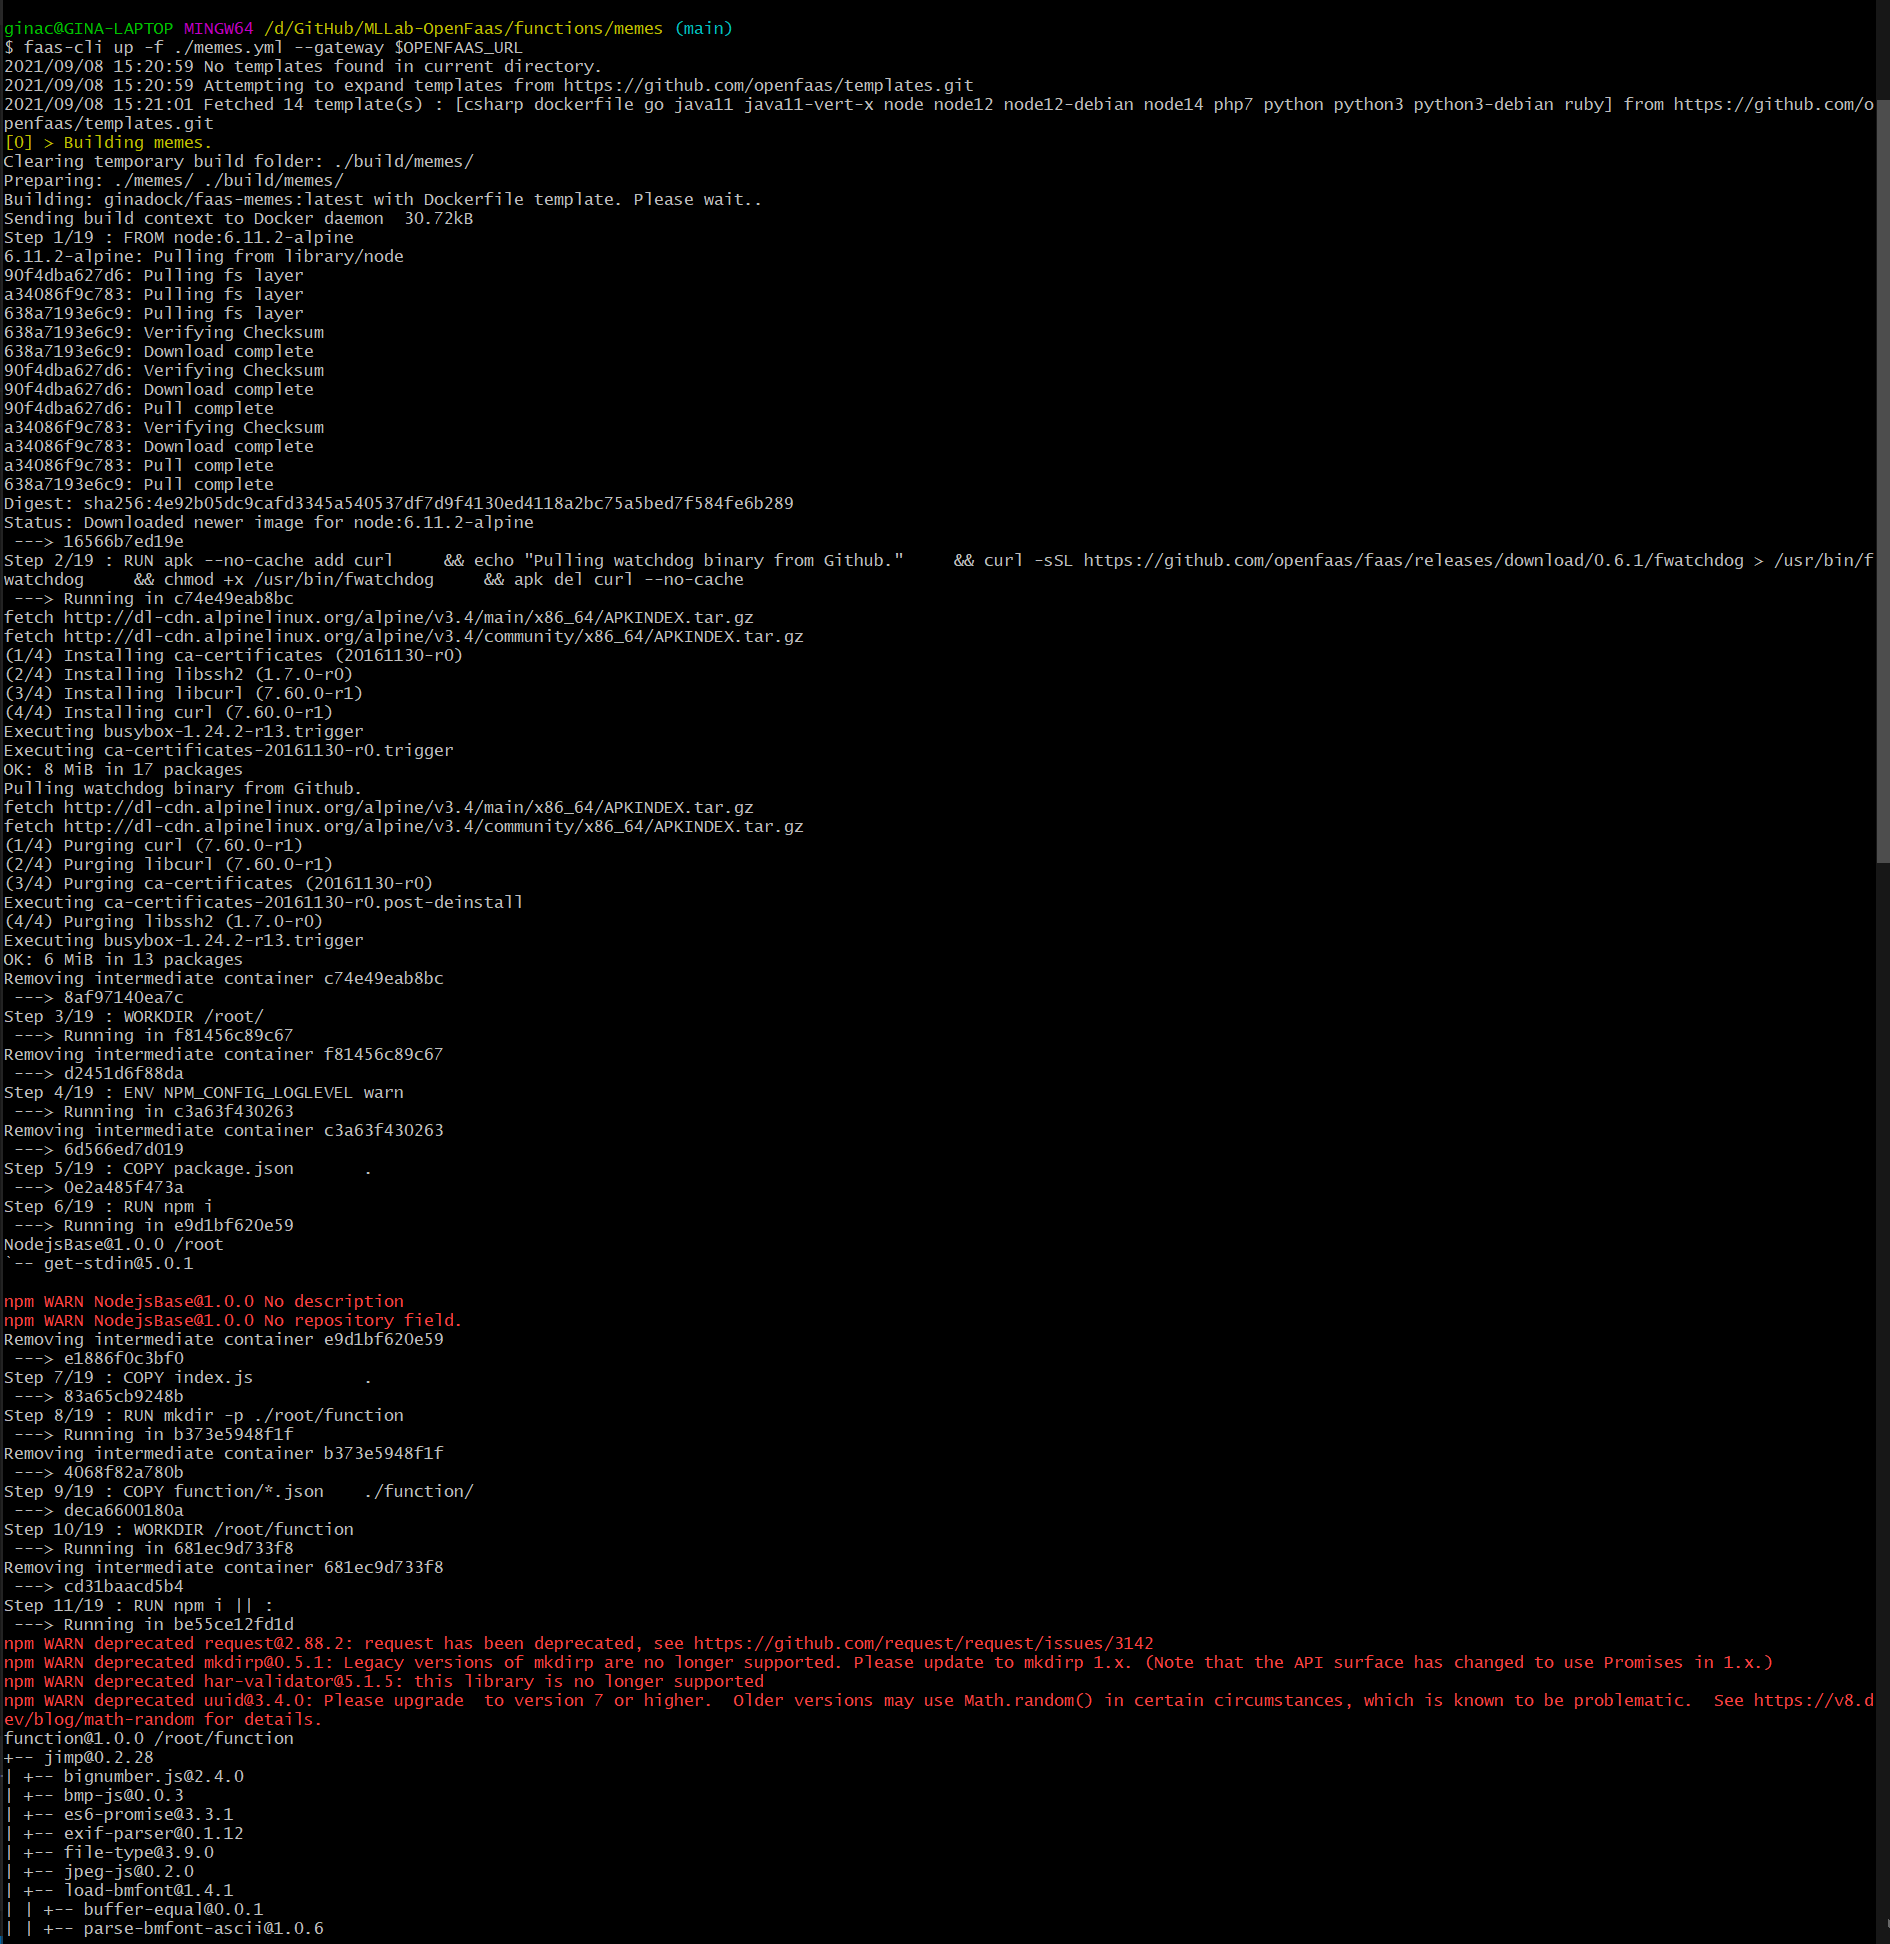 ginac@GINA-LAPTOP MINGW64 /d/GitHub/MLLab-OpenFaas/functions/memes (main)
$ faas-cli up -f ./memes.yml --gateway $OPENFAAS_URL
2021/09/08 15:20:59 No templates found in current directory.
2021/09/08 15:20:59 Attempting to expand templates from https://github.com/openfaas/templates.git
2021/09/08 15:21:01 Fetched 14 template(s) : [csharp dockerfile go java11 java11-vert-x node node12 node12-debian node14 php7 python python3 python3-debian ruby] from https://github.com/o
penfaas/templates.git
[0] > Building memes.
Clearing temporary build folder: ./build/memes/
Preparing: ./memes/ ./build/memes/
Building: ginadock/faas-memes:latest with Dockerfile template. Please wait..
Sending build context to Docker daemon  30.72kB
Step 1/19 : FROM node:6.11.2-alpine
6.11.2-alpine: Pulling from library/node
90f4dba627d6: Pulling fs layer
a34086f9c783: Pulling fs layer
638a7193e6c9: Pulling fs layer
638a7193e6c9: Verifying Checksum
638a7193e6c9: Download complete
90f4dba627d6: Verifying Checksum
90f4dba627d6: Download complete
90f4dba627d6: Pull complete
a34086f9c783: Verifying Checksum
a34086f9c783: Download complete
a34086f9c783: Pull complete
638a7193e6c9: Pull complete
Digest: sha256:4e92b05dc9cafd3345a540537df7d9f4130ed4118a2bc75a5bed7f584fe6b289
Status: Downloaded newer image for node:6.11.2-alpine
 ---> 16566b7ed19e
Step 2/19 : RUN apk --no-cache add curl     && echo "Pulling watchdog binary from Github."     && curl -sSL https://github.com/openfaas/faas/releases/download/0.6.1/fwatchdog > /usr/bin/f
watchdog     && chmod +x /usr/bin/fwatchdog     && apk del curl --no-cache
 ---> Running in c74e49eab8bc
fetch http://dl-cdn.alpinelinux.org/alpine/v3.4/main/x86_64/APKINDEX.tar.gz
fetch http://dl-cdn.alpinelinux.org/alpine/v3.4/community/x86_64/APKINDEX.tar.gz
(1/4) Installing ca-certificates (20161130-r0)
(2/4) Installing libssh2 (1.7.0-r0)
(3/4) Installing libcurl (7.60.0-r1)
(4/4) Installing curl (7.60.0-r1)
Executing busybox-1.24.2-r13.trigger
Executing ca-certificates-20161130-r0.trigger
OK: 8 MiB in 17 packages
Pulling watchdog binary from Github.
fetch http://dl-cdn.alpinelinux.org/alpine/v3.4/main/x86_64/APKINDEX.tar.gz
fetch http://dl-cdn.alpinelinux.org/alpine/v3.4/community/x86_64/APKINDEX.tar.gz
(1/4) Purging curl (7.60.0-r1)
(2/4) Purging libcurl (7.60.0-r1)
(3/4) Purging ca-certificates (20161130-r0)
Executing ca-certificates-20161130-r0.post-deinstall
(4/4) Purging libssh2 (1.7.0-r0)
Executing busybox-1.24.2-r13.trigger
OK: 6 MiB in 13 packages
Removing intermediate container c74e49eab8bc
 ---> 8af97140ea7c
Step 3/19 : WORKDIR /root/
 ---> Running in f81456c89c67
Removing intermediate container f81456c89c67
 ---> d2451d6f88da
Step 4/19 : ENV NPM_CONFIG_LOGLEVEL warn
 ---> Running in c3a63f430263
Removing intermediate container c3a63f430263
 ---> 6d566ed7d019
Step 5/19 : COPY package.json       .
 ---> 0e2a485f473a
Step 6/19 : RUN npm i
 ---> Running in e9d1bf620e59
NodejsBase@1.0.0 /root
`-- get-stdin@5.0.1

npm WARN NodejsBase@1.0.0 No description
npm WARN NodejsBase@1.0.0 No repository field.
Removing intermediate container e9d1bf620e59
 ---> e1886f0c3bf0
Step 7/19 : COPY index.js           .
 ---> 83a65cb9248b
Step 8/19 : RUN mkdir -p ./root/function
 ---> Running in b373e5948f1f
Removing intermediate container b373e5948f1f
 ---> 4068f82a780b
Step 9/19 : COPY function/*.json    ./function/
 ---> deca6600180a
Step 10/19 : WORKDIR /root/function
 ---> Running in 681ec9d733f8
Removing intermediate container 681ec9d733f8
 ---> cd31baacd5b4
Step 11/19 : RUN npm i || :
 ---> Running in be55ce12fd1d
npm WARN deprecated request@2.88.2: request has been deprecated, see https://github.com/request/request/issues/3142
npm WARN deprecated mkdirp@0.5.1: Legacy versions of mkdirp are no longer supported. Please update to mkdirp 1.x. (Note that the API surface has changed to use Promises in 1.x.)
npm WARN deprecated har-validator@5.1.5: this library is no longer supported
npm WARN deprecated uuid@3.4.0: Please upgrade  to version 7 or higher.  Older versions may use Math.random() in certain circumstances, which is known to be problematic.  See https://v8.d
ev/blog/math-random for details.
function@1.0.0 /root/function
+-- jimp@0.2.28
| +-- bignumber.js@2.4.0
| +-- bmp-js@0.0.3
| +-- es6-promise@3.3.1
| +-- exif-parser@0.1.12
| +-- file-type@3.9.0
| +-- jpeg-js@0.2.0
| +-- load-bmfont@1.4.1
| | +-- buffer-equal@0.0.1
| | +-- parse-bmfont-ascii@1.0.6